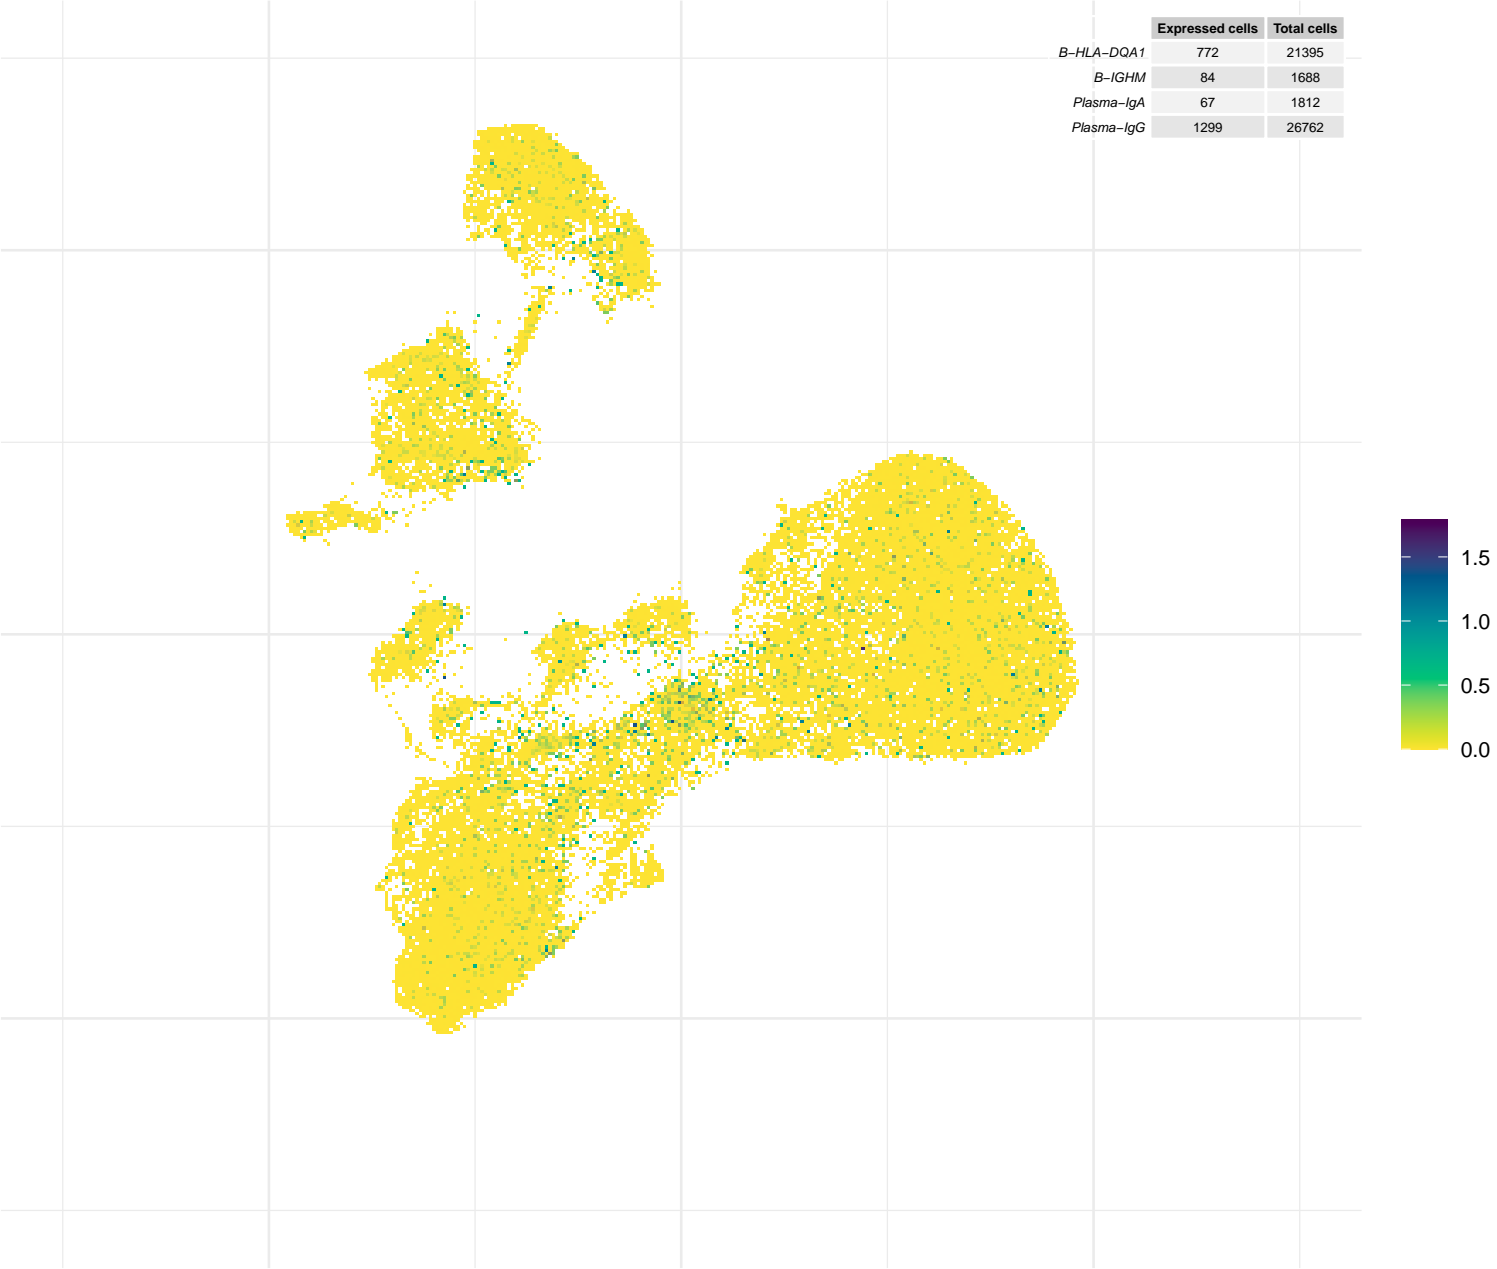 Expressed cells Total cells
B−HLA−DQA1 772 21395
B−IGHM 84 1688
Plasma−IgA 67 1812
Plasma−IgG 1299 26762
1.5
1.0
0.5
0.0